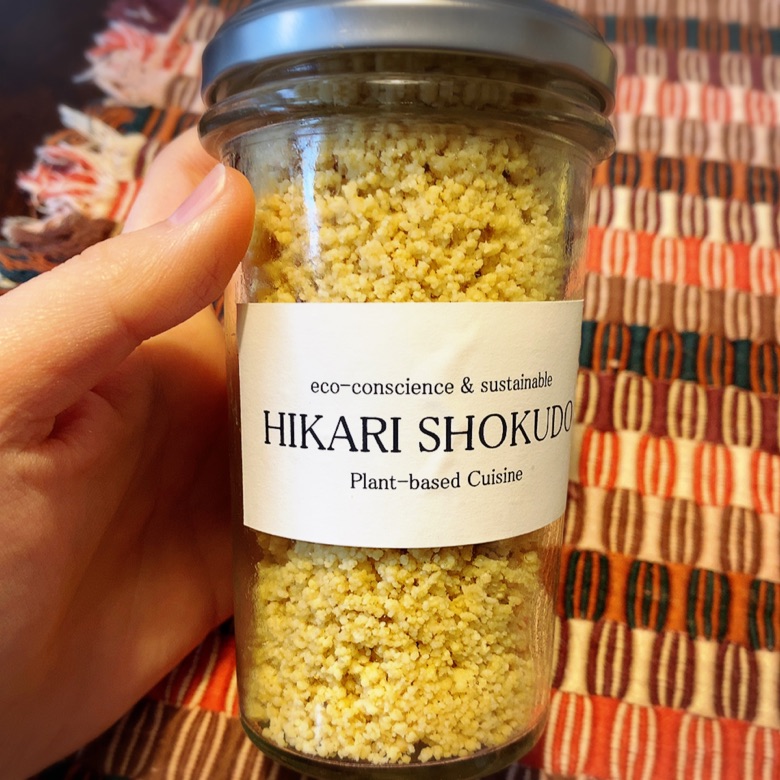 eco-conscience & sustainable
HIKARI SHOKUDO
Plant-based Cuisine